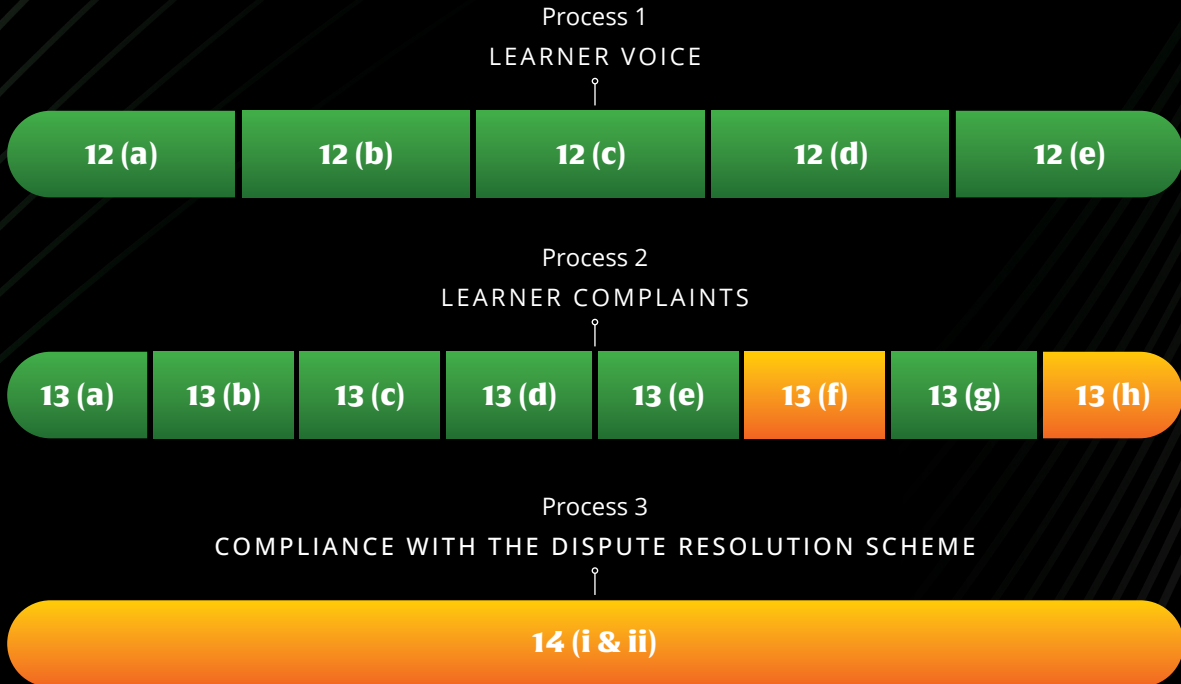 Process 1
LEARNER VOICE
12 (a) 12 (b) 12 (c) 12 (d) 12 (e)
Process 2
LEARNER COMPLAINTS
13 (a) 13 (b) 13 (c) 13 (d) 13 (e) 13 (f) 13 (g) 13 (h)
Process 3
COMPLIANCE WITH THE DISPUTE RESOLUTION SCHEME
14 (i & ii)